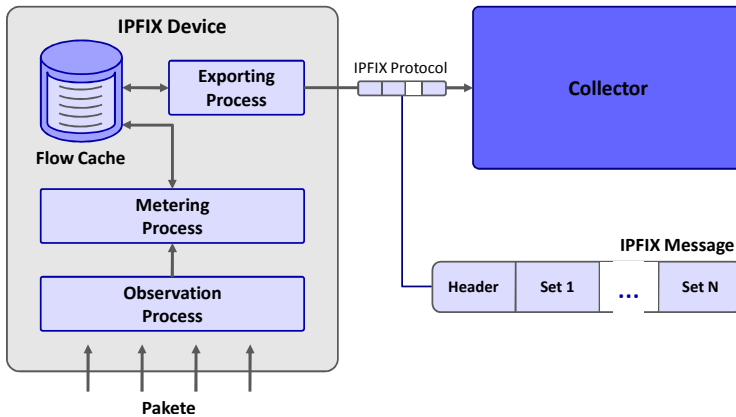 IPFIX Device
Flow Cache
Exporting
Process
IPFIX Protocol
Collector
Metering
Process
Observation
Process
Pakete
IPFIX Message
Header
Set 1
...
Set N